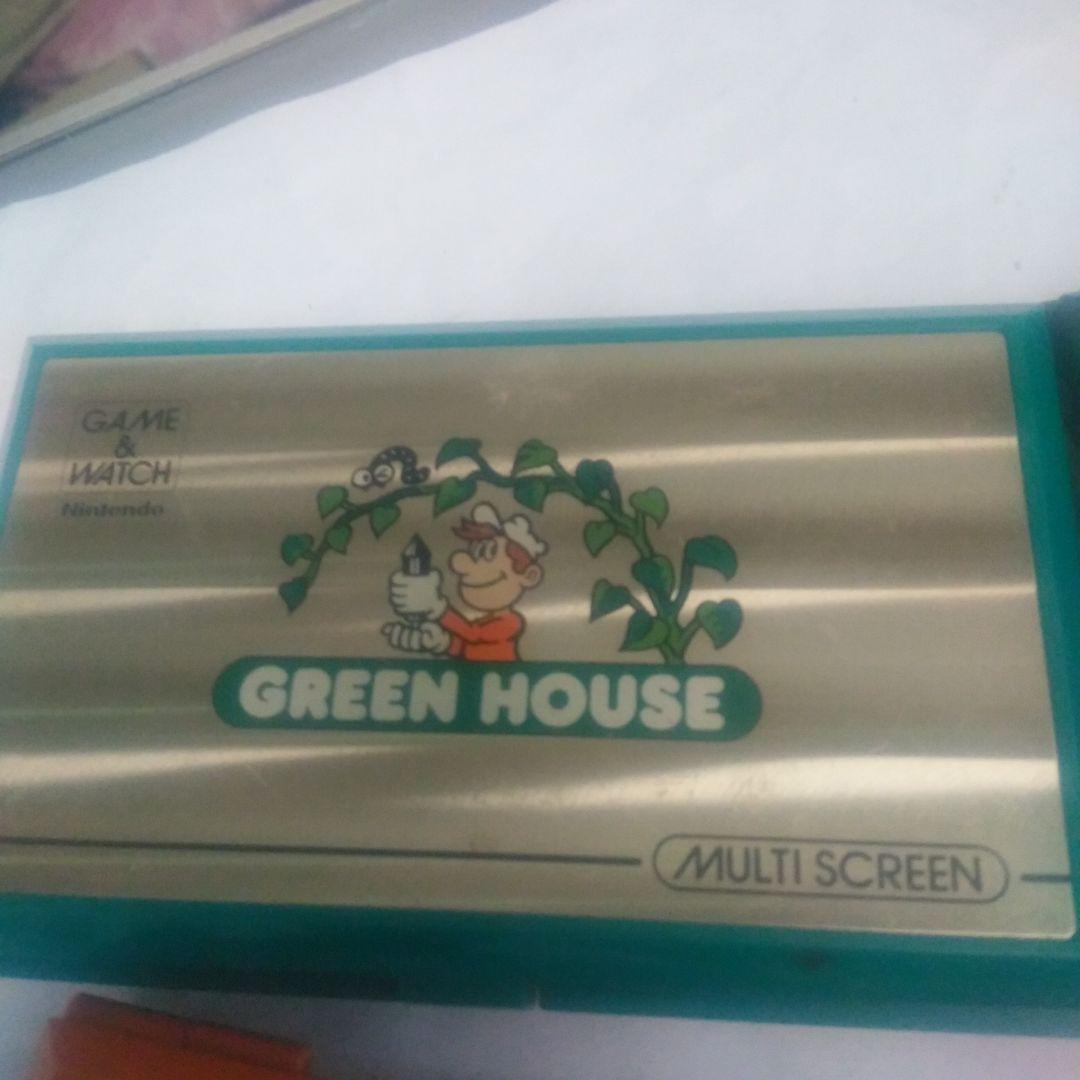 GAME
&
WATCH
Nintendo
GREEN HOUSE
MULTI SCREEN